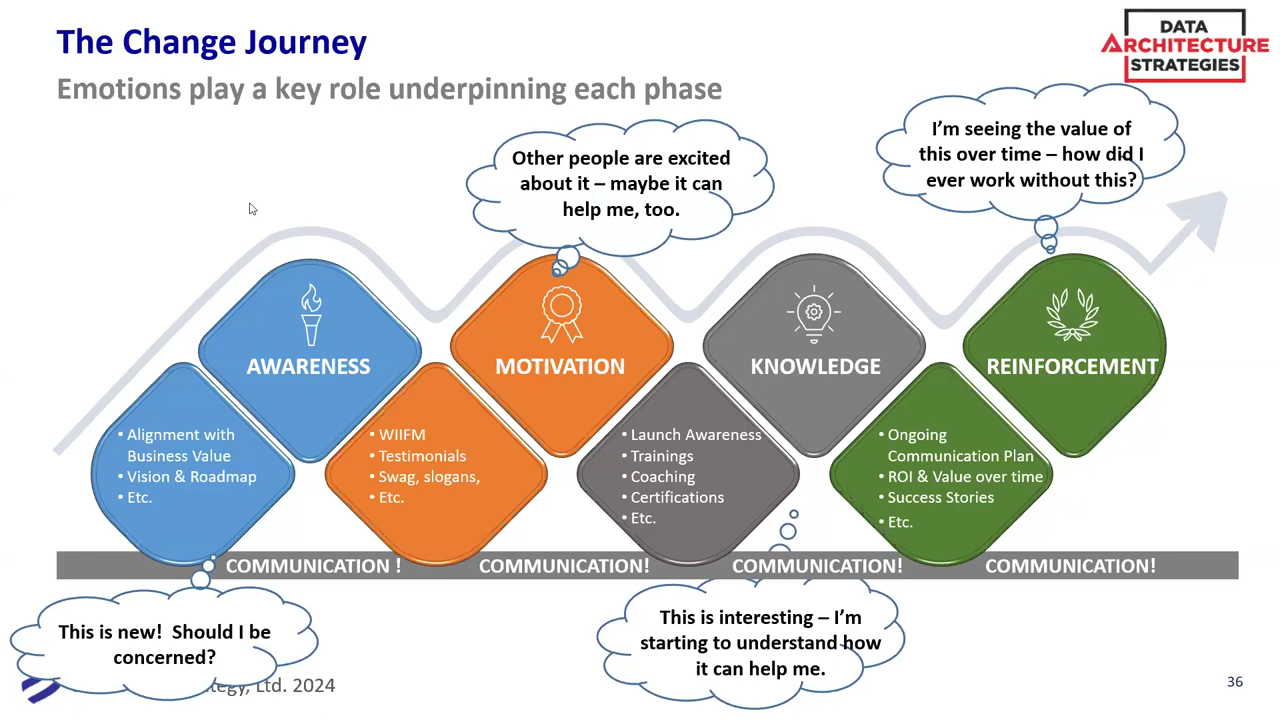 The Change Journey
Emotions play a key role underpinning each phase
DATA
ARCHITECTURE
STRATEGIES
Other people are excited
about it – maybe it can
help me, too.
I'm seeing the value of
this over time – how did I
ever work without this?
AWARENESS
MOTIVATION
KNOWLEDGE
REINFORCEMENT
• Alignment with
Business Value
• Vision & Roadmap
• Etc.
• WIIFM
• Testimonials
• Swag, slogans,
• Etc.
• Launch Awareness
• Trainings
• Coaching
• Certifications
• Etc.
• Ongoing
Communication Plan
• ROI & Value over time
• Success Stories
• Etc.
COMMUNICATION ! COMMUNICATION! COMMUNICATION! COMMUNICATION!
This is new! Should I be
concerned?
This is interesting – I'm
starting to understand how
it can help me.
Ltd. 2024
36